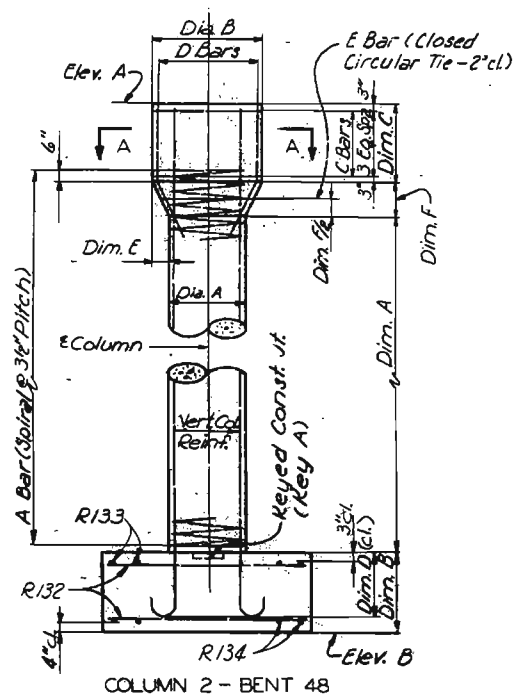 Dia. B
D Bars
E Bar (Closed
Circular Tie - 2" cl.)
Elev. A
3"
C Bars
3 Eq. Spa.
3"
Dim. C
A
A
6"
Dim. F
Dim. F/2
Dim. E
Dia. A
Dim. A
℄ Column
A Bar (Spiral @ 3½" Pitch)
Vert. Col.
Reinf.
Keyed Const. Jt.
(Key A)
R133
R132
3" cl.
Dim. D (cl.)
Dim. B
4" cl.
R134
Elev. B
COLUMN 2 - BENT 48